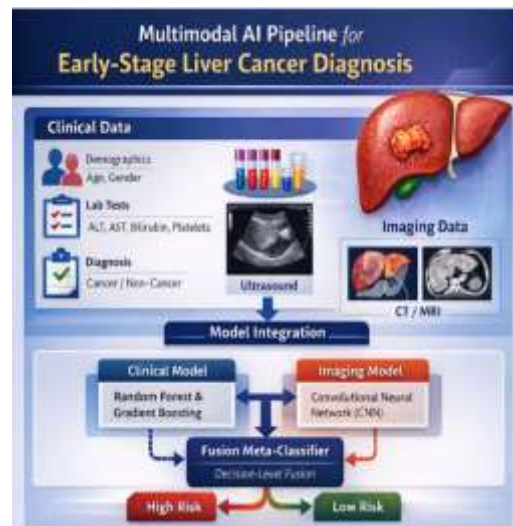 Multimodal AI Pipeline for
Early-Stage Liver Cancer Diagnosis
Clinical Data
Demographics
Age, Gender
Lab Tests
ALT, AST, Bilirubin, Platelets
Diagnosis
Cancer / Non-Cancer
Ultrasound
Imaging Data
CT / MRI
Model Integration
Clinical Model
Random Forest &
Gradient Boosting
Imaging Model
Convolutional Neural
Network (CNN)
Fusion Meta-Classifier
Decision-Level Fusion
High Risk
Low Risk